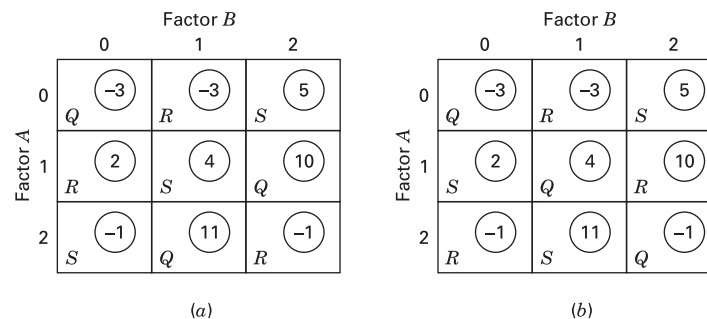 Factor B
0 1 2
Factor A
0 –3 –3 5
Q R S
1 2 4 10
R S Q
2 –1 11 –1
S Q R
(a)
Factor B
0 1 2
Factor A
0 –3 –3 5
Q R S
1 2 4 10
S Q R
2 –1 11 –1
R S Q
(b)